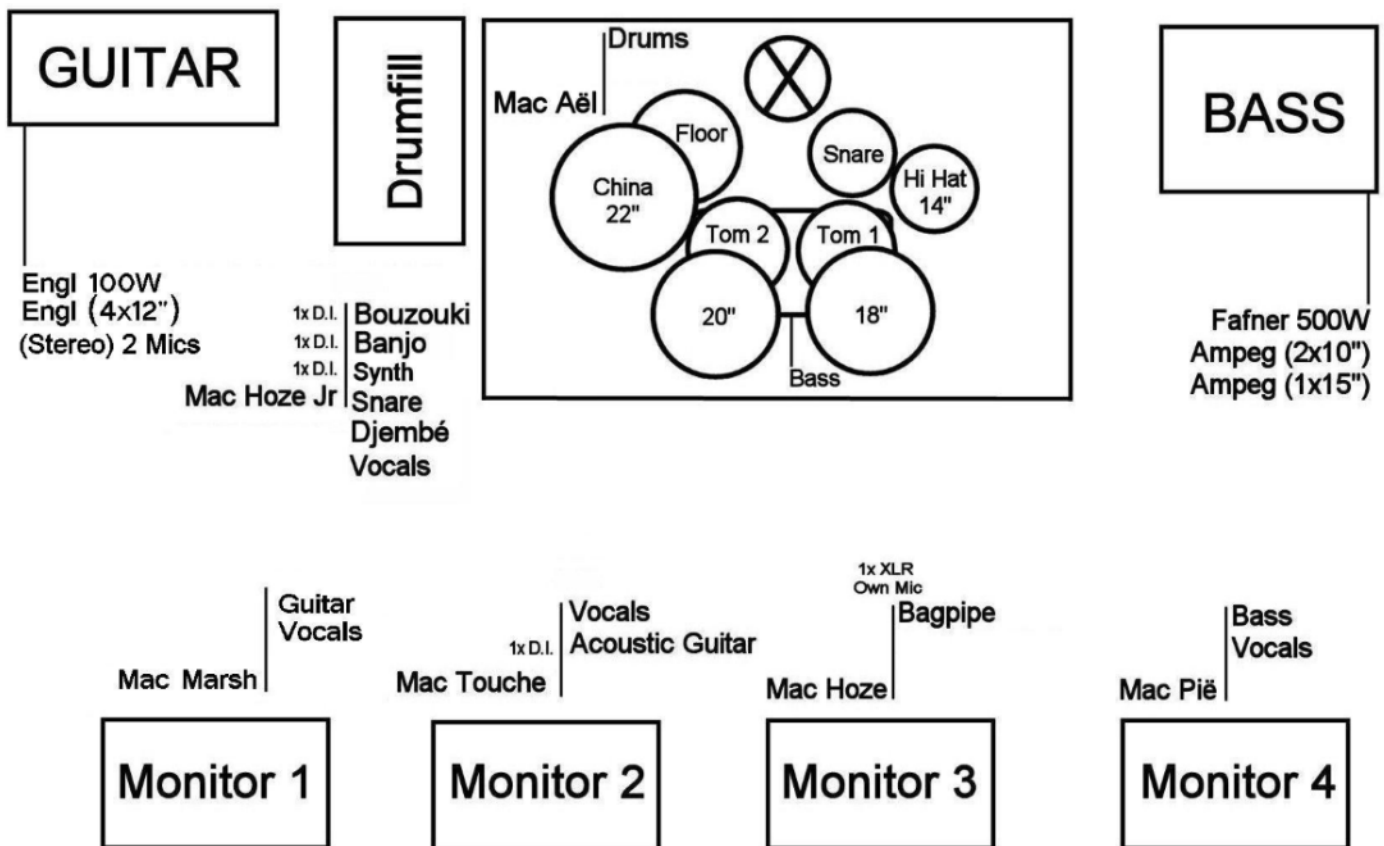 GUITAR
Engl 100W
Engl (4x12")
(Stereo) 2 Mics
Drumfill
Drums
Mac Aël
Floor
Snare
China
22"
Hi Hat
14"
Tom 2
Tom 1
20"
18"
Bass
BASS
Fafner 500W
Ampeg (2x10")
Ampeg (1x15")
1x D.I. Bouzouki
1x D.I. Banjo
1x D.I. Synth
Mac Hoze Jr Snare
Djembé
Vocals
Guitar
Vocals
Mac Marsh
Vocals
1x D.I. Acoustic Guitar
Mac Touche
1x XLR
Own Mic
Bagpipe
Mac Hoze
Bass
Vocals
Mac Pië
Monitor 1
Monitor 2
Monitor 3
Monitor 4